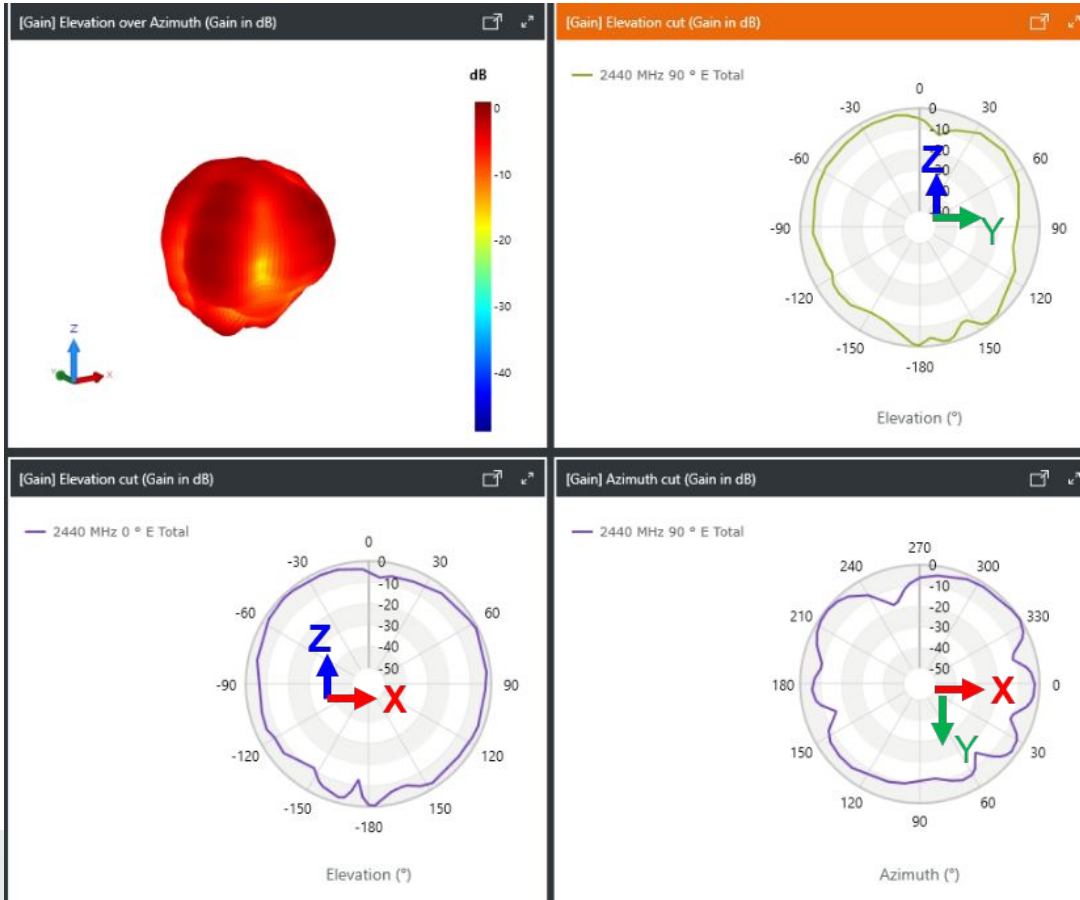 [Gain] Elevation over Azimuth (Gain in dB)
dB
0
-10
-20
-30
-40
Z
X
[Gain] Elevation cut (Gain in dB)
2440 MHz 90 ° E Total
0
-30
0
30
-10
-20
-60
60
Z
Y
-90
90
-120
120
-150
150
-180
Elevation (°)
[Gain] Elevation cut (Gain in dB)
2440 MHz 0 ° E Total
0
-30
0
30
-10
-20
-60
60
-30
Z
-40
-50
-90
X
90
-120
120
-150
150
-180
Elevation (°)
[Gain] Azimuth cut (Gain in dB)
2440 MHz 90 ° E Total
270
240
0
300
-10
-20
210
330
-30
-40
-50
180
X
0
Y
150
30
120
60
90
Azimuth (°)